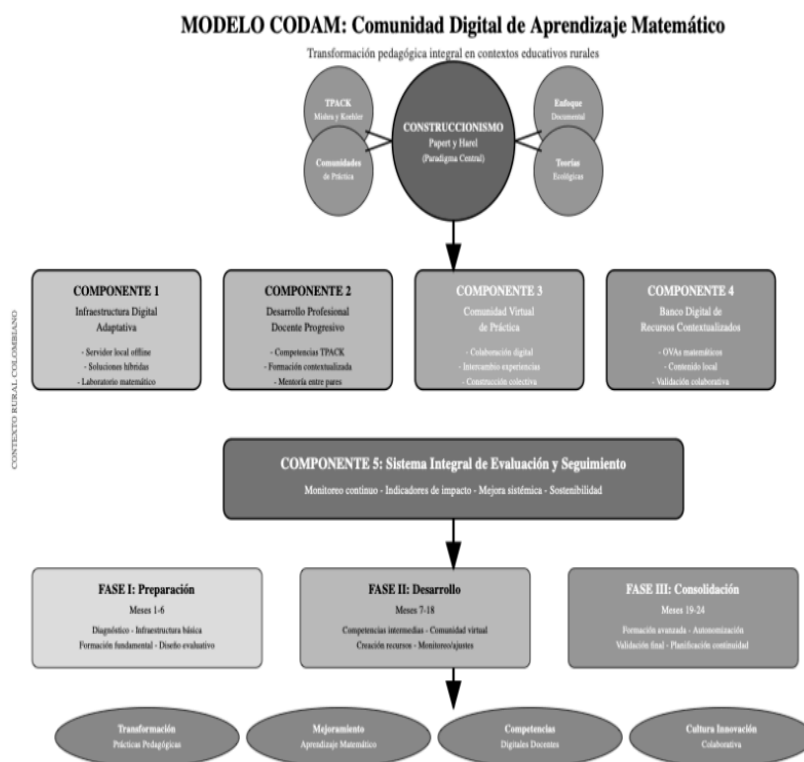 MODELO CODAM: Comunidad Digital de Aprendizaje Matemático
Transformación pedagógica integral en contextos educativos rurales
TPACK
Mishra y Koehler
Comunidades
de Práctica
CONSTRUCCIONISMO
Papert y Harel
(Paradigma Central)
Enfoque
Documental
Teorías
Ecológicas
CONTEXTO RURAL COLOMBIANO
COMPONENTE 1
Infraestructura Digital
Adaptativa
- Servidor local offline
- Soluciones híbridas
- Laboratorio matemático
COMPONENTE 2
Desarrollo Profesional
Docente Progresivo
- Competencias TPACK
- Formación contextualizada
- Mentoría entre pares
COMPONENTE 3
Comunidad Virtual
de Práctica
- Colaboración digital
- Intercambio experiencias
- Construcción colectiva
COMPONENTE 4
Banco Digital de
Recursos Contextualizados
- OVAs matemáticos
- Contenido local
- Validación colaborativa
COMPONENTE 5: Sistema Integral de Evaluación y Seguimiento
Monitoreo continuo - Indicadores de impacto - Mejora sistémica - Sostenibilidad
FASE I: Preparación
Meses 1-6
Diagnóstico - Infraestructura básica
Formación fundamental - Diseño evaluativo
FASE II: Desarrollo
Meses 7-18
Competencias intermedias - Comunidad virtual
Creación recursos - Monitoreo/ajustes
FASE III: Consolidación
Meses 19-24
Formación avanzada - Autonomización
Validación final - Planificación continuidad
Transformación
Prácticas Pedagógicas
Mejoramiento
Aprendizaje Matemático
Competencias
Digitales Docentes
Cultura Innovación
Colaborativa